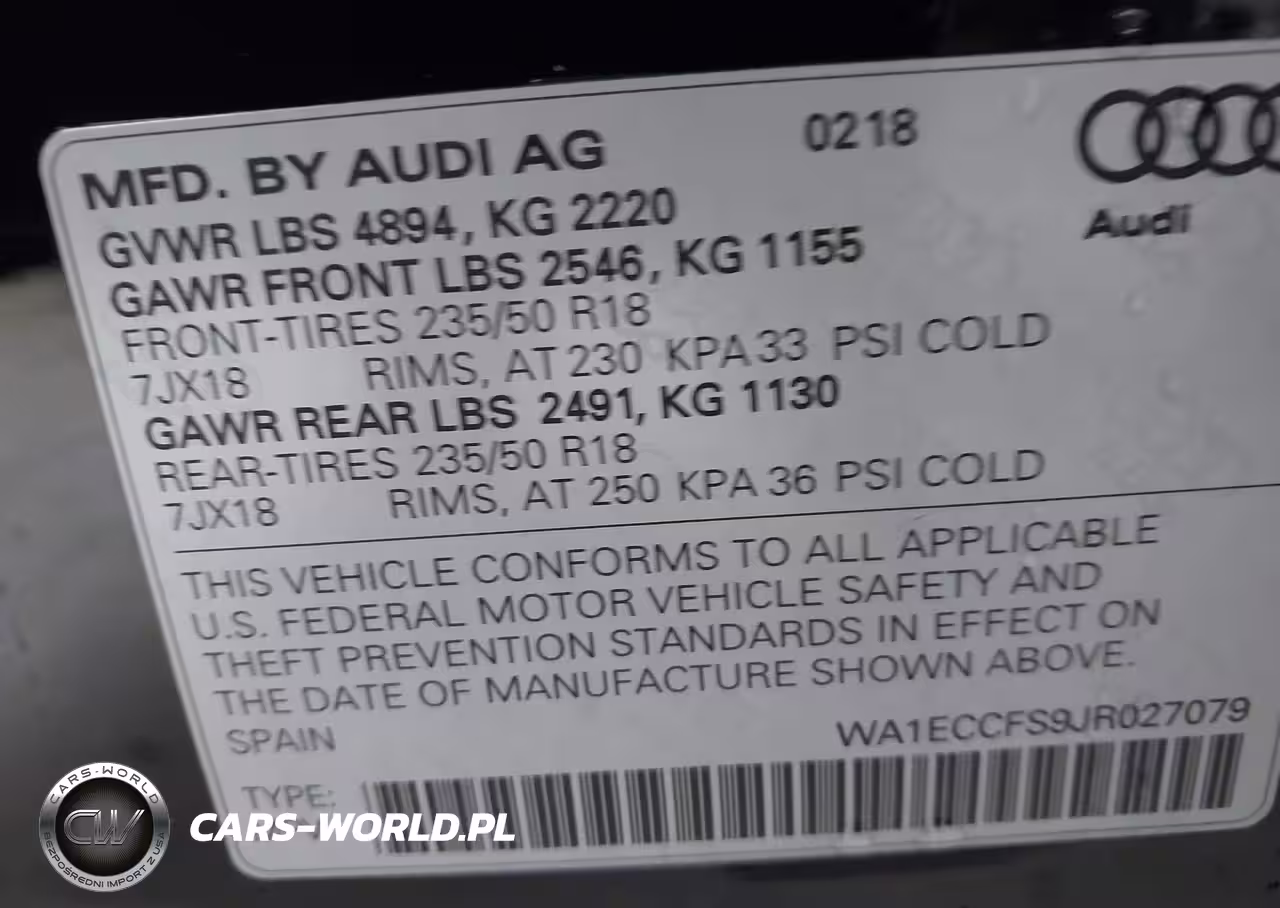 MFD. BY AUDI AG 0218
Audi
GVWR LBS 4894, KG 2220
GAWR FRONT LBS 2546, KG 1155
FRONT-TIRES 235/50 R18
7JX18 RIMS, AT 230 KPA 33 PSI COLD
GAWR REAR LBS 2491, KG 1130
REAR-TIRES 235/50 R18
7JX18 RIMS, AT 250 KPA 36 PSI COLD
THIS VEHICLE CONFORMS TO ALL APPLICABLE
U.S. FEDERAL MOTOR VEHICLE SAFETY AND
THEFT PREVENTION STANDARDS IN EFFECT ON
THE DATE OF MANUFACTURE SHOWN ABOVE.
SPAIN WA1ECCFS9JR027079
TYPE:
CARS-WORLD
CW
BEZPOŚREDNI IMPORT Z USA
CARS-WORLD.PL